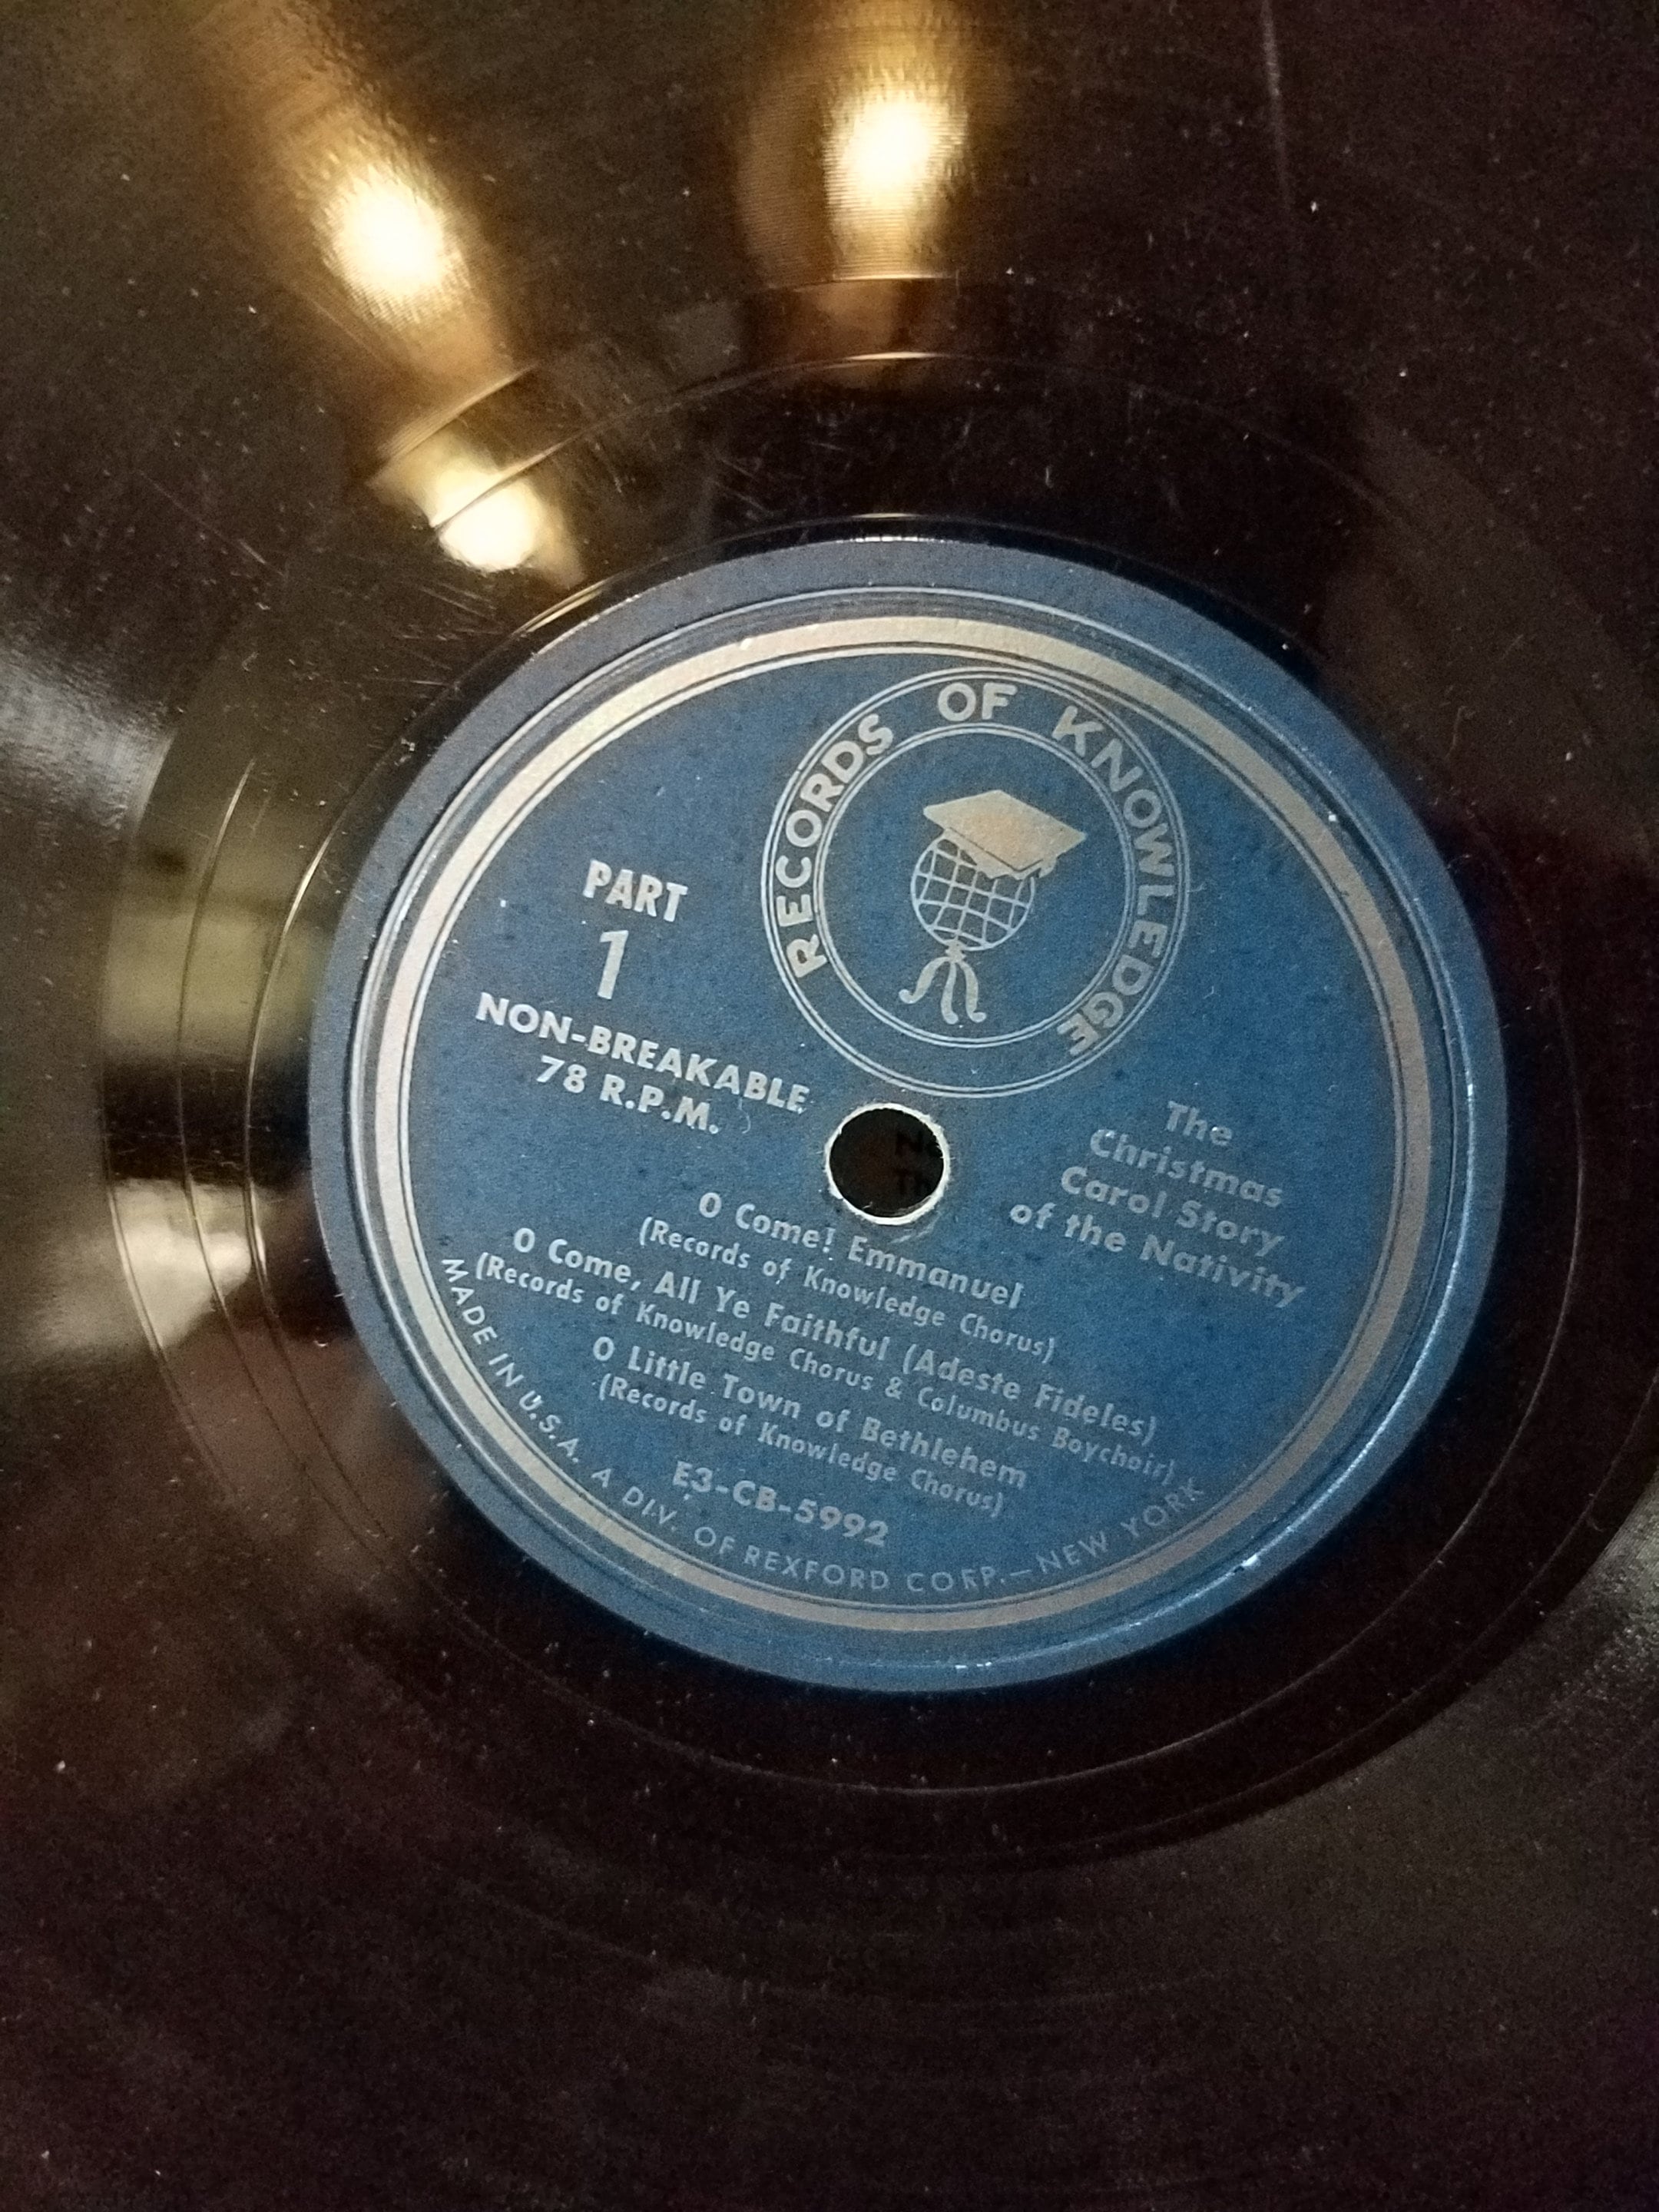 RECORDS OF KNOWLEDGE
PART
1
NON-BREAKABLE
78 R.P.M.
The
Christmas
Carol Story
of the Nativity
O Come! Emmanuel
(Records of Knowledge Chorus)
O Come, All Ye Faithful (Adeste Fideles)
(Records of Knowledge Chorus & Columbus Boychoir)
O Little Town of Bethlehem
(Records of Knowledge Chorus)
E3-CB-5992
MADE IN U.S.A. A DIV. OF REXFORD CORP.—NEW YORK